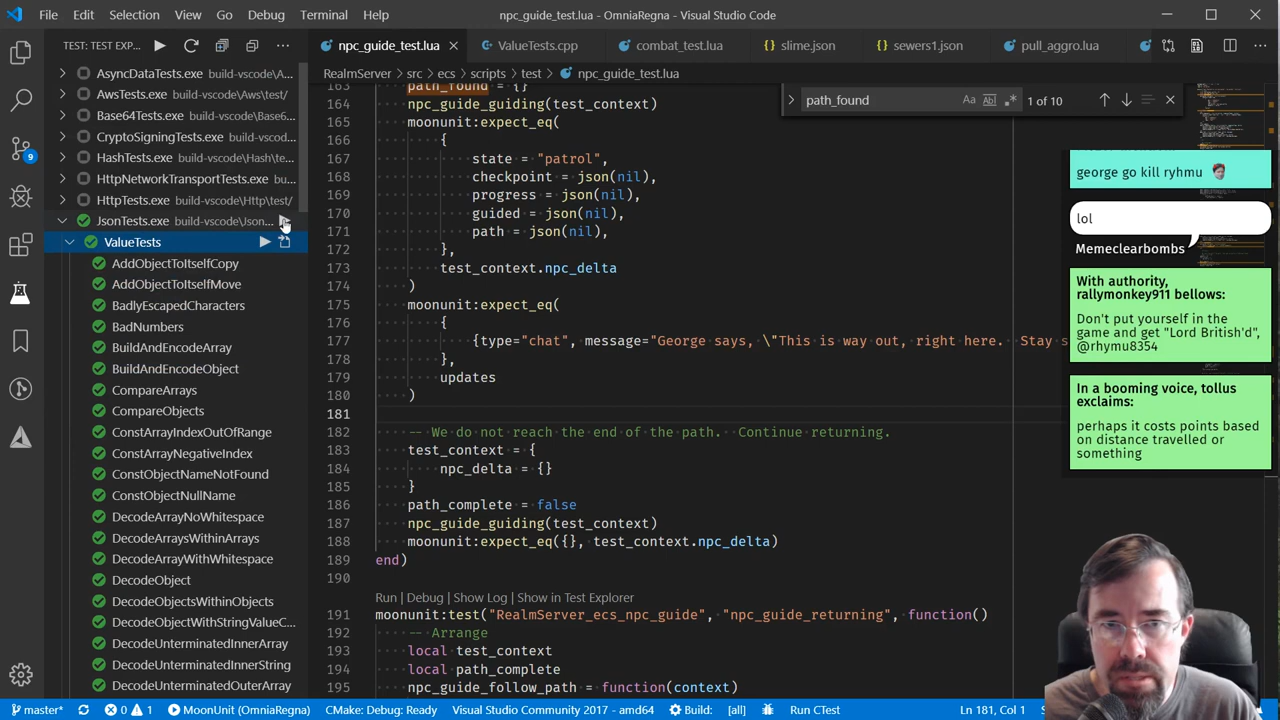 File Edit Selection View Go Debug Terminal Help
npc_guide_test.lua - OmniaRegna - Visual Studio Code
TEST: TEST EXP...
npc_guide_test.lua ValueTests.cpp combat_test.lua slime.json sewers1.json pull_aggro.lua
RealmServer > src > ecs > scripts > test > npc_guide_test.lua
path_found Aa Abl .* 1 of 10
AsyncDataTests.exe build-vscode\A...
AwsTests.exe build-vscode\Aws\test/
Base64Tests.exe build-vscode\Base6...
CryptoSigningTests.exe build-vscod...
HashTests.exe build-vscode\Hash\te...
HttpNetworkTransportTests.exe bu...
HttpTests.exe build-vscode\Http\test/
JsonTests.exe build-vscode\Json...
ValueTests
AddObjectToItselfCopy
AddObjectToItselfMove
BadlyEscapedCharacters
BadNumbers
BuildAndEncodeArray
BuildAndEncodeObject
CompareArrays
CompareObjects
ConstArrayIndexOutOfRange
ConstArrayNegativeIndex
ConstObjectNameNotFound
ConstObjectNullName
DecodeArrayNoWhitespace
DecodeArraysWithinArrays
DecodeArrayWithWhitespace
DecodeObject
DecodeObjectsWithinObjects
DecodeObjectWithStringValueC...
DecodeUnterminatedInnerArray
DecodeUnterminatedInnerString
DecodeUnterminatedOuterArray
9
163 path_found = {}
164 npc_guide_guiding(test_context)
165 moonunit:expect_eq(
166 {
167 state = "patrol",
168 checkpoint = json(nil),
169 progress = json(nil),
170 guided = json(nil),
171 path = json(nil),
172 },
173 test_context.npc_delta
174 )
175 moonunit:expect_eq(
176 {
177 {type="chat", message="George says, \"This is way out, right here. Stay s
178 },
179 updates
180 )
181
182 -- We do not reach the end of the path. Continue returning.
183 test_context = {
184 npc_delta = {}
185 }
186 path_complete = false
187 npc_guide_guiding(test_context)
188 moonunit:expect_eq({}, test_context.npc_delta)
189 end)
190
Run | Debug | Show Log | Show in Test Explorer
191 moonunit:test("RealmServer_ecs_npc_guide", "npc_guide_returning", function()
192 -- Arrange
193 local test_context
194 local path_complete
195 npc_guide_follow_path = function(context)
george go kill ryhmu
lol
Memeclearbombs
With authority,
rallymonkey911 bellows:
Don't put yourself in the
game and get "Lord British'd",
@rhymu8354
In a booming voice, tollus
exclaims:
perhaps it costs points based
on distance travelled or
something
master* 0 1 MoonUnit (OmniaRegna) CMake: Debug: Ready Visual Studio Community 2017 - amd64 Build: [all] Run CTest Ln 181, Col 1